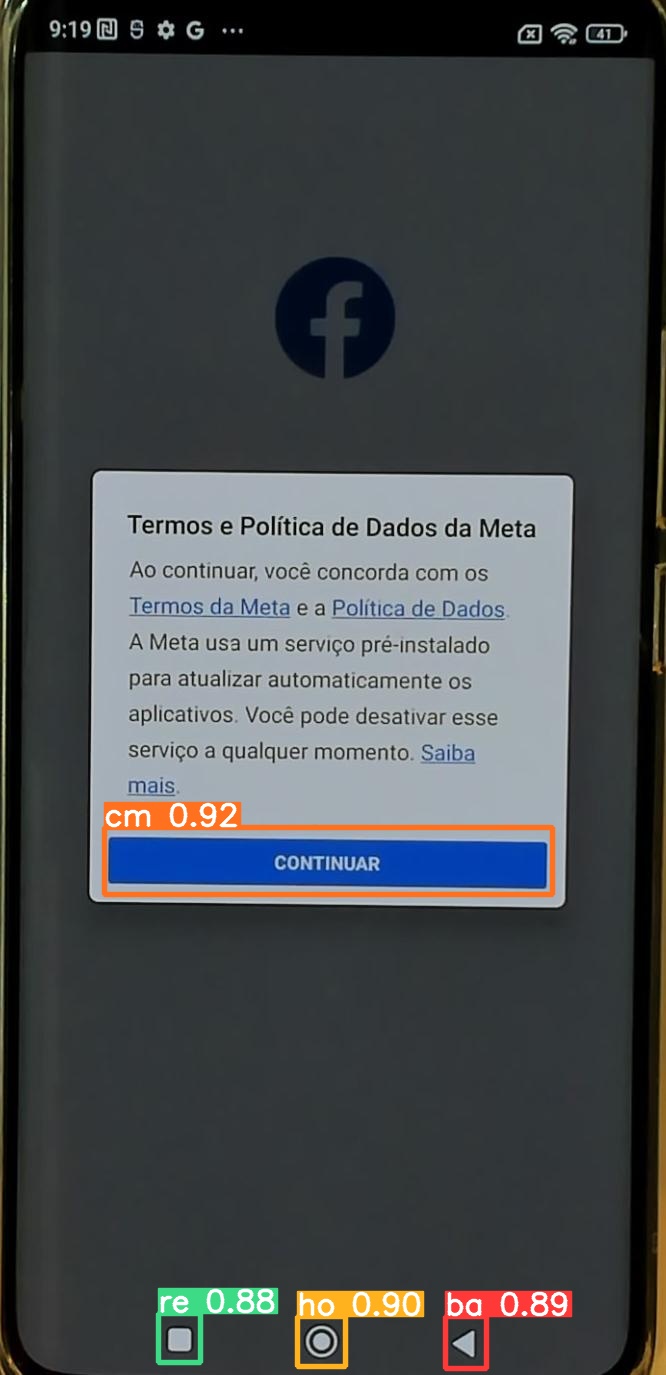 9:19 G ... 41
f
Termos e Política de Dados da Meta
Ao continuar, você concorda com os
Termos da Meta e a Política de Dados.
A Meta usa um serviço pré-instalado
para atualizar automaticamente os
aplicativos. Você pode desativar esse
serviço a qualquer momento. Saiba
mais.
cm 0.92
CONTINUAR
re 0.88 ho 0.90 ba 0.89